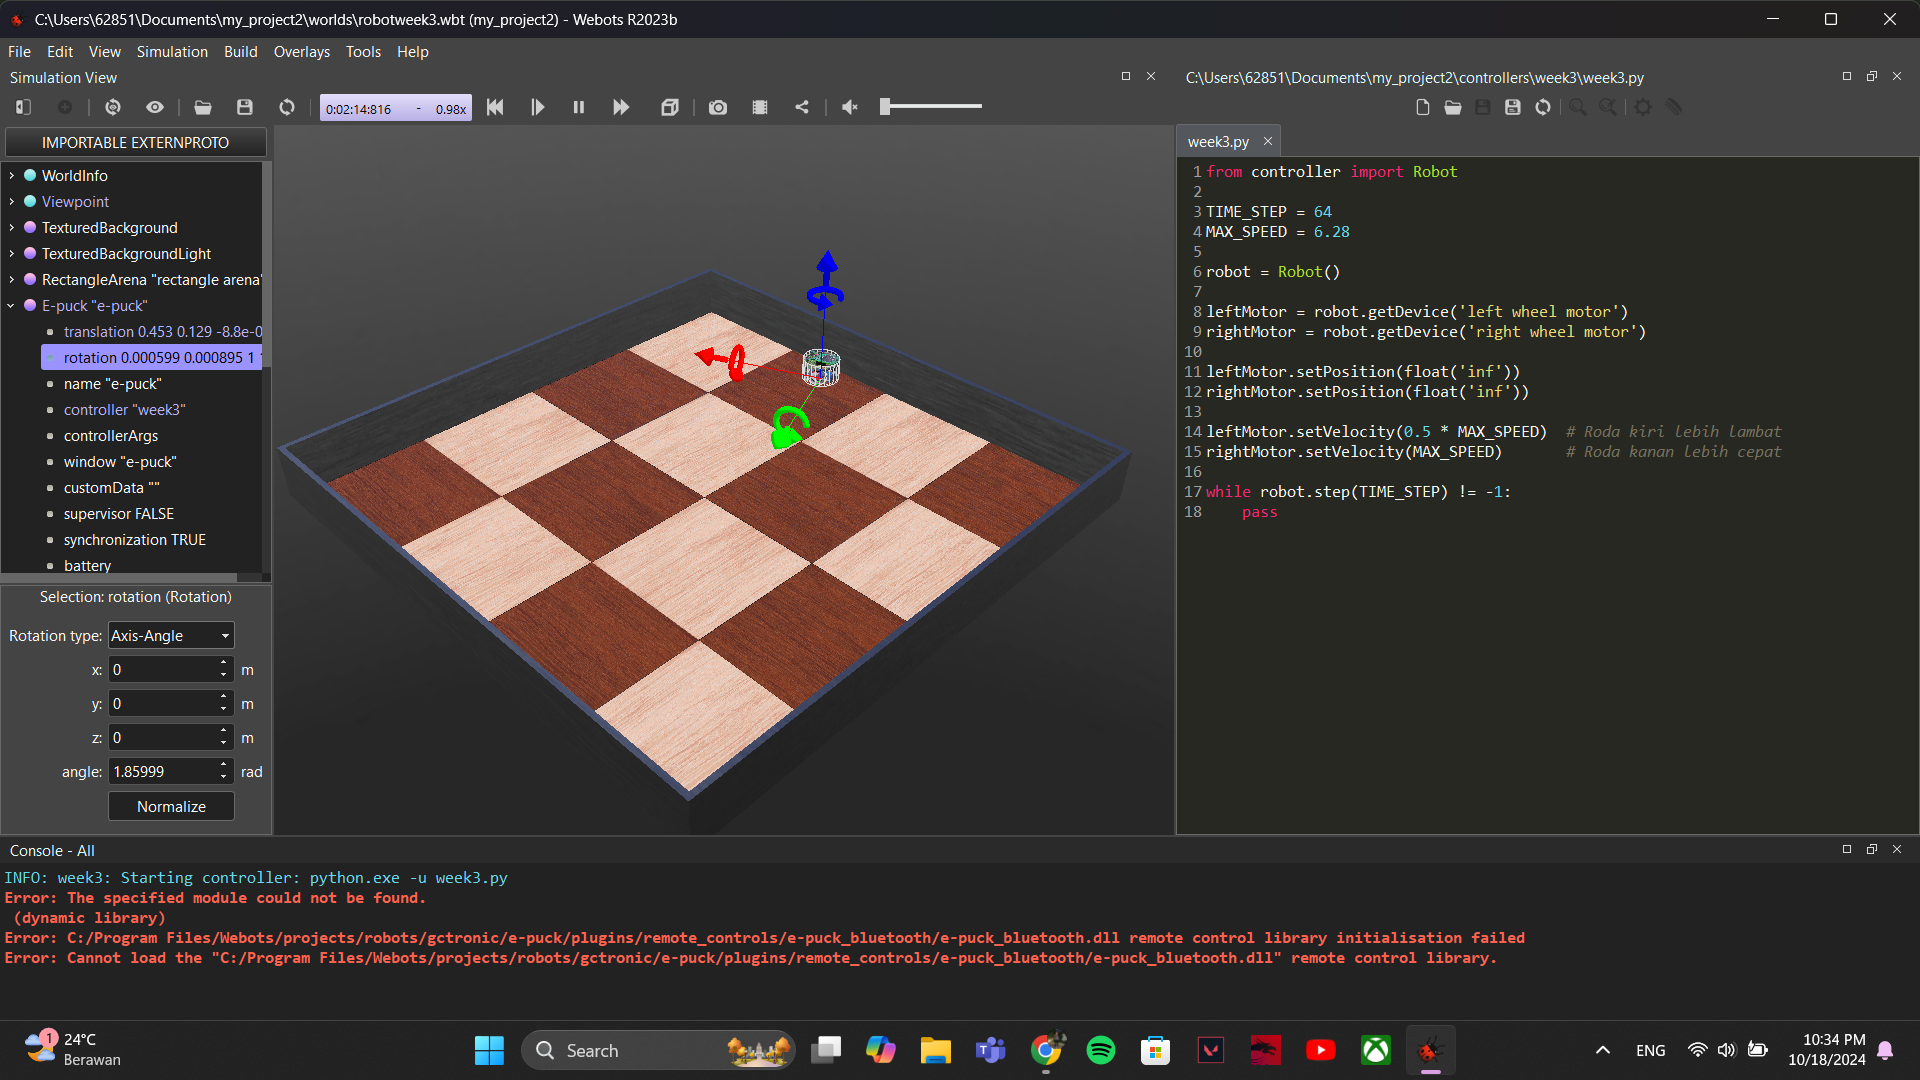 C:\Users\62851\Documents\my_project2\worlds\robotweek3.wbt (my_project2) - Webots R2023b
File Edit View Simulation Build Overlays Tools Help
Simulation View
0:02:14:816 - 0.98x
IMPORTABLE EXTERNPROTO
WorldInfo
Viewpoint
TexturedBackground
TexturedBackgroundLight
RectangleArena "rectangle arena"
E-puck "e-puck"
translation 0.453 0.129 -8.8e-0
rotation 0.000599 0.000895 1
name "e-puck"
controller "week3"
controllerArgs
window "e-puck"
customData ""
supervisor FALSE
synchronization TRUE
battery
Selection: rotation (Rotation)
Rotation type: Axis-Angle
x: 0 m
y: 0 m
z: 0 m
angle: 1.85999 rad
Normalize
C:\Users\62851\Documents\my_project2\controllers\week3\week3.py
week3.py
1 from controller import Robot
2
3 TIME_STEP = 64
4 MAX_SPEED = 6.28
5
6 robot = Robot()
7
8 leftMotor = robot.getDevice('left wheel motor')
9 rightMotor = robot.getDevice('right wheel motor')
10
11 leftMotor.setPosition(float('inf'))
12 rightMotor.setPosition(float('inf'))
13
14 leftMotor.setVelocity(0.5 * MAX_SPEED)  # Roda kiri lebih lambat
15 rightMotor.setVelocity(MAX_SPEED)       # Roda kanan lebih cepat
16
17 while robot.step(TIME_STEP) != -1:
18     pass
Console - All
INFO: week3: Starting controller: python.exe -u week3.py
Error: The specified module could not be found.
(dynamic library)
Error: C:/Program Files/Webots/projects/robots/gctronic/e-puck/plugins/remote_controls/e-puck_bluetooth/e-puck_bluetooth.dll remote control library initialisation failed
Error: Cannot load the "C:/Program Files/Webots/projects/robots/gctronic/e-puck/plugins/remote_controls/e-puck_bluetooth/e-puck_bluetooth.dll" remote control library.
1
24°C
Berawan
Search
ENG
10:34 PM
10/18/2024